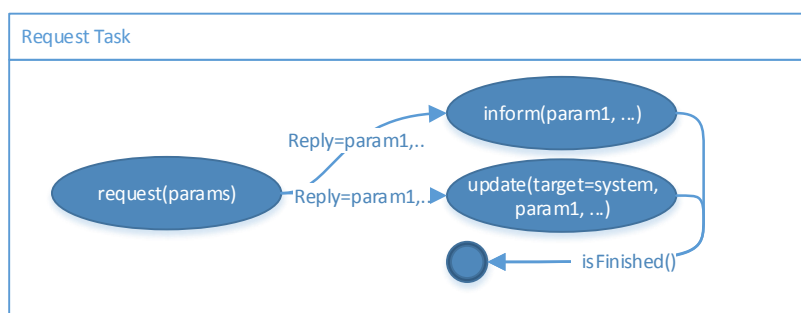 Request Task
inform(param1, ...)
Reply=param1,..
request(params)
Reply=param1,..
update(target=system,
param1, ...)
isFinished()